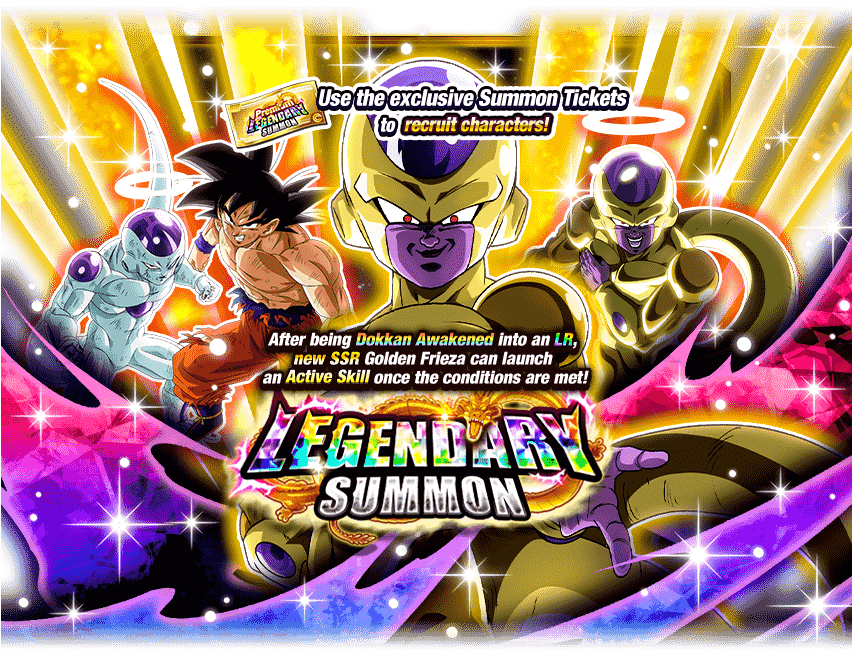 Premium
LEGENDARY
SUMMON
Use the exclusive Summon Tickets
to recruit characters!
After being Dokkan Awakened into an LR,
new SSR Golden Frieza can launch
an Active Skill once the conditions are met!
LEGENDARY
SUMMON